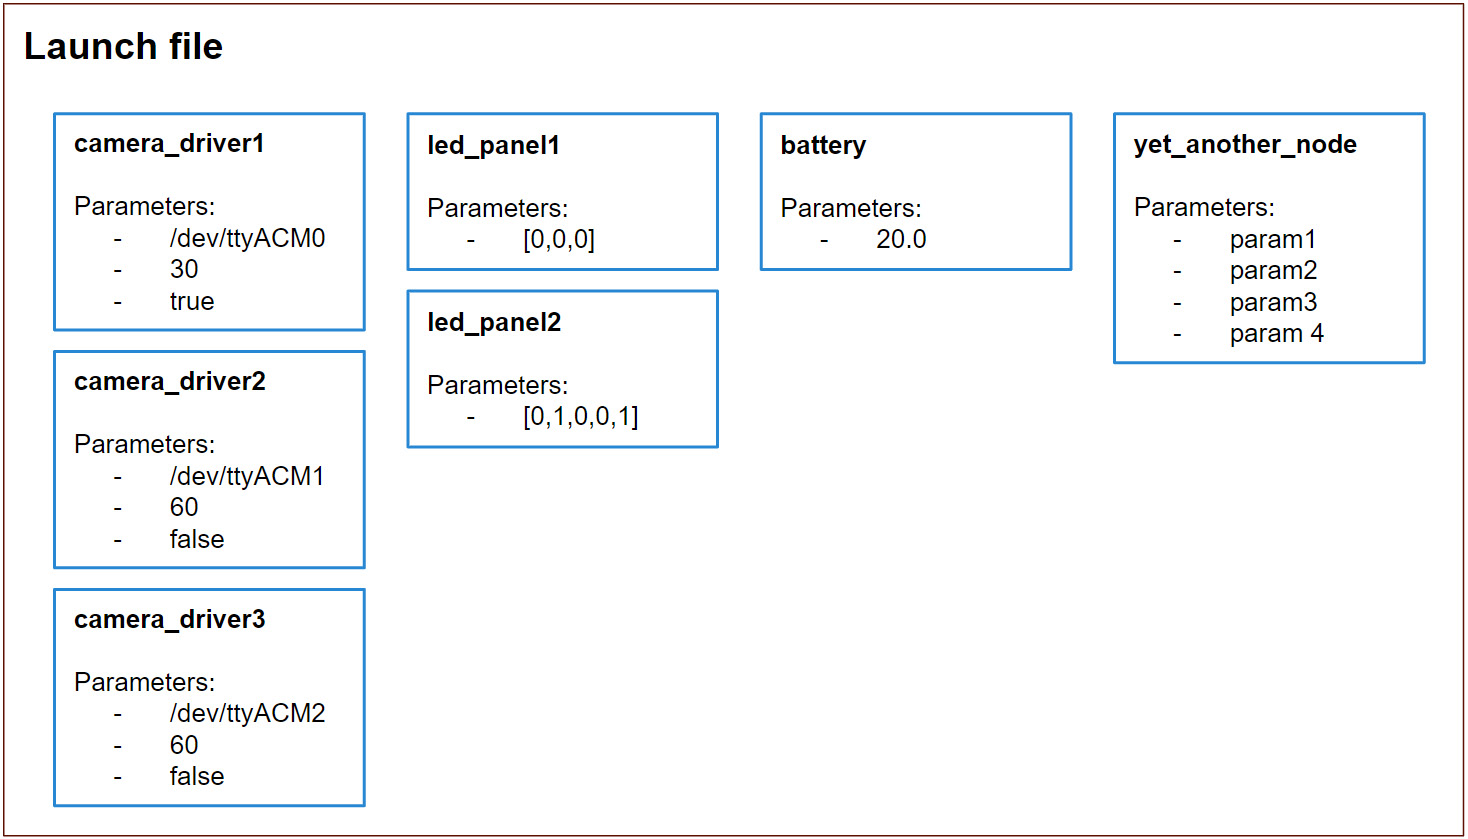 Launch file
camera_driver1
Parameters:
- /dev/ttyACM0
- 30
- true
camera_driver2
Parameters:
- /dev/ttyACM1
- 60
- false
camera_driver3
Parameters:
- /dev/ttyACM2
- 60
- false
led_panel1
Parameters:
- [0,0,0]
led_panel2
Parameters:
- [0,1,0,0,1]
battery
Parameters:
- 20.0
yet_another_node
Parameters:
- param1
- param2
- param3
- param 4